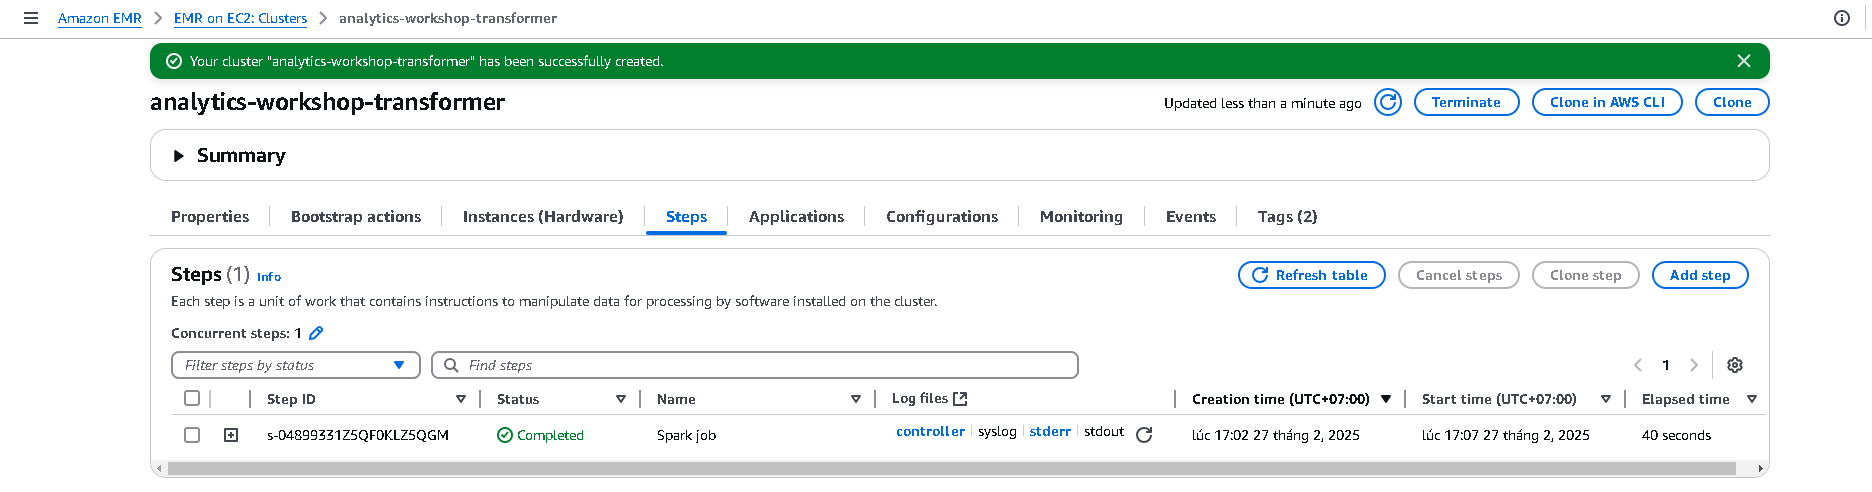 Amazon EMR > EMR on EC2: Clusters > analytics-workshop-transformer
Your cluster "analytics-workshop-transformer" has been successfully created.
analytics-workshop-transformer
Updated less than a minute ago
Terminate
Clone in AWS CLI
Clone
Summary
Properties
Bootstrap actions
Instances (Hardware)
Steps
Applications
Configurations
Monitoring
Events
Tags (2)
Steps (1) Info
Refresh table
Cancel steps
Clone step
Add step
Each step is a unit of work that contains instructions to manipulate data for processing by software installed on the cluster.
Concurrent steps: 1
Filter steps by status
Find steps
1
Step ID
Status
Name
Log files
Creation time (UTC+07:00)
Start time (UTC+07:00)
Elapsed time
s-04899331Z5QF0KLZ5QGM
Completed
Spark job
controller | syslog | stderr | stdout
lúc 17:02 27 tháng 2, 2025
lúc 17:07 27 tháng 2, 2025
40 seconds